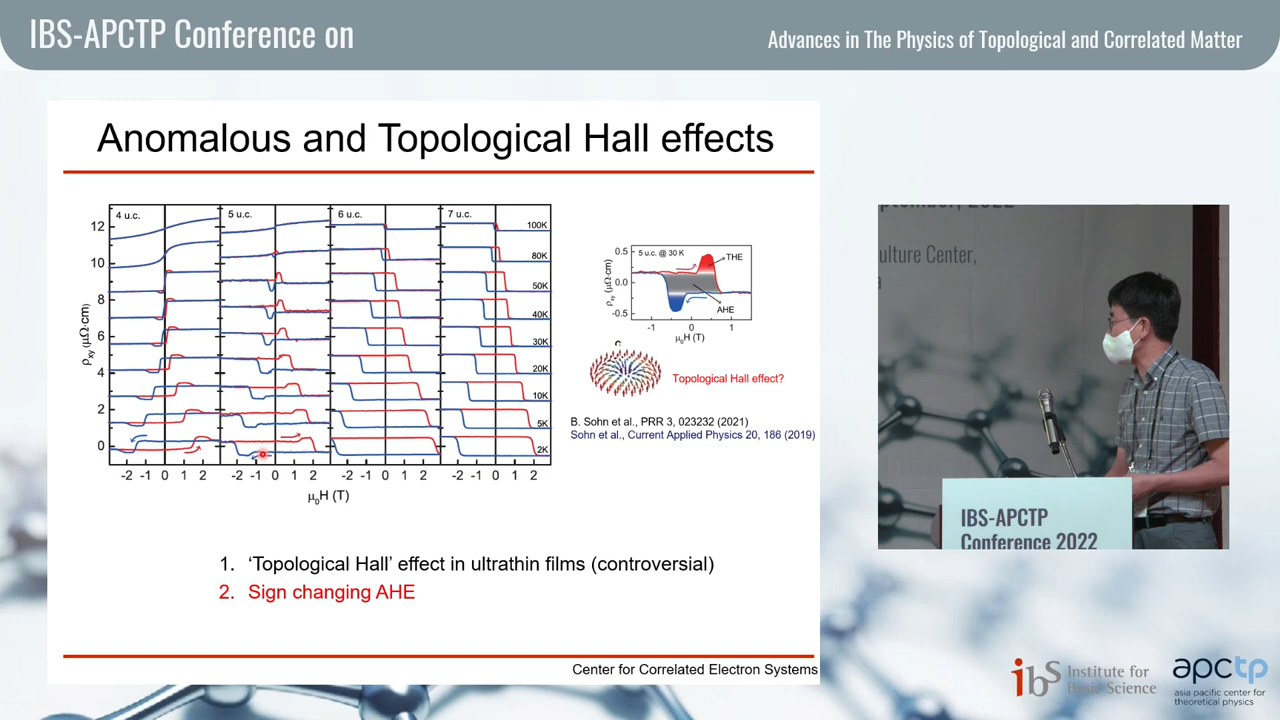 IBS-APCTP Conference on
Advances in The Physics of Topological and Correlated Matter
Anomalous and Topological Hall effects
4 u.c.
5 u.c.
6 u.c.
7 u.c.
100K
80K
50K
40K
30K
20K
10K
5K
2K
12
10
8
6
4
2
0
ρxy (μΩ·cm)
-2 -1 0 1 2 -2 -1 0 1 2 -2 -1 0 1 2 -2 -1 0 1 2
μ0H (T)
5 u.c. @ 30 K
THE
AHE
0.5
0.0
-0.5
ρxy (μΩ·cm)
-1 0 1
μ0H (T)
Topological Hall effect?
B. Sohn et al., PRR 3, 023232 (2021)
Sohn et al., Current Applied Physics 20, 186 (2019)
1. ‘Topological Hall’ effect in ultrathin films (controversial)
2. Sign changing AHE
Center for Correlated Electron Systems
2022
ulture Center,
a
IBS-APCTP
Conference 2022
ibs Institute for
Basic Science
apctp
asia pacific center for
theoretical physics